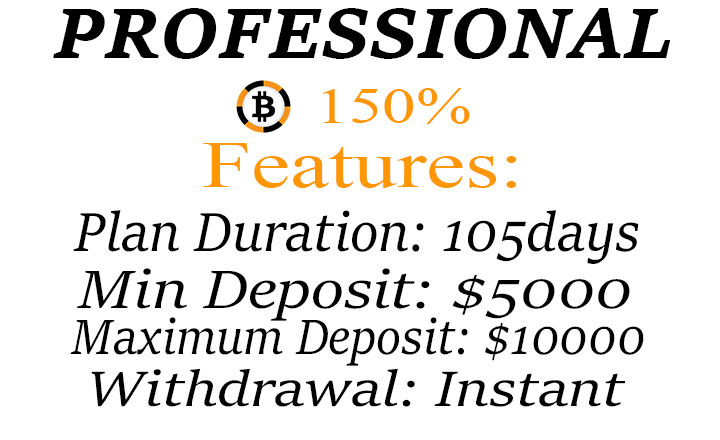 PROFESSIONAL
₿ 150%
Features:
Plan Duration: 105days
Min Deposit: $5000
Maximum Deposit: $10000
Withdrawal: Instant